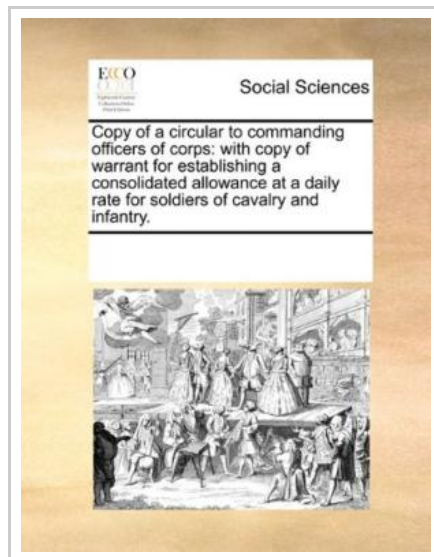 ECCO
Social Sciences
Copy of a circular to commanding
officers of corps: with copy of
warrant for establishing a
consolidated allowance at a daily
rate for soldiers of cavalry and
infantry.